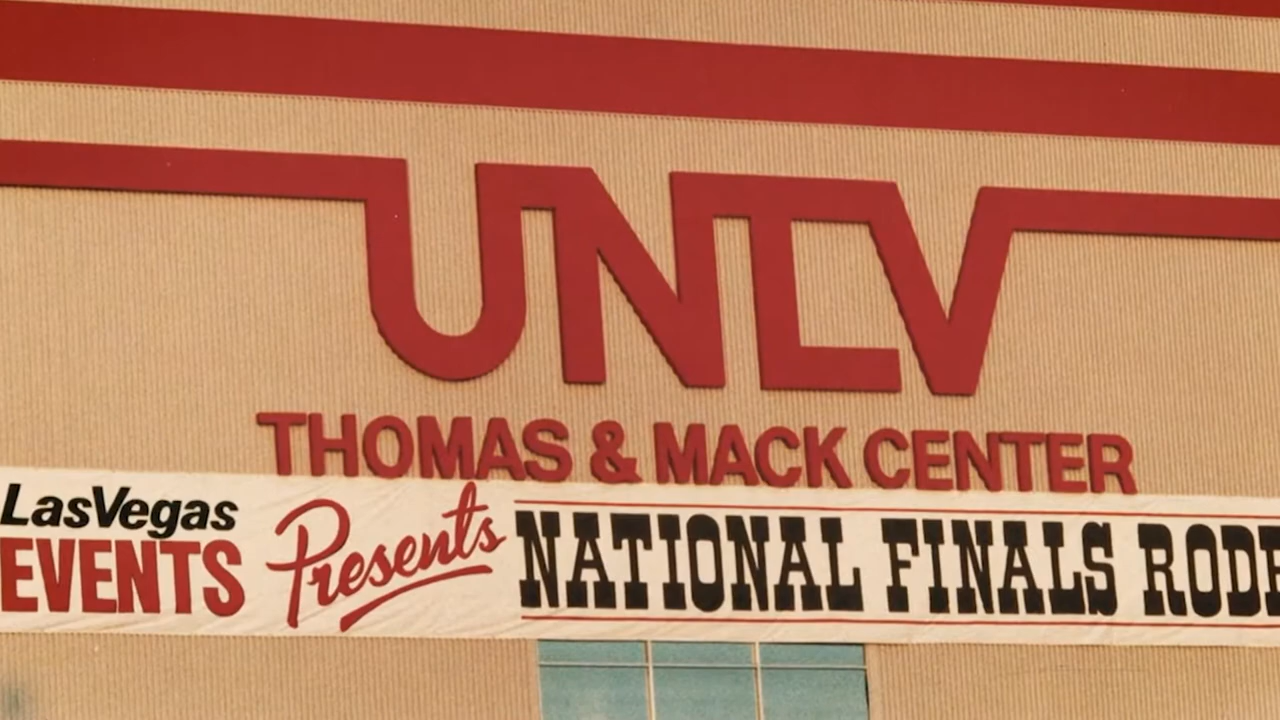 UNLV
THOMAS & MACK CENTER
LasVegas
EVENTS
Presents
NATIONAL FINALS